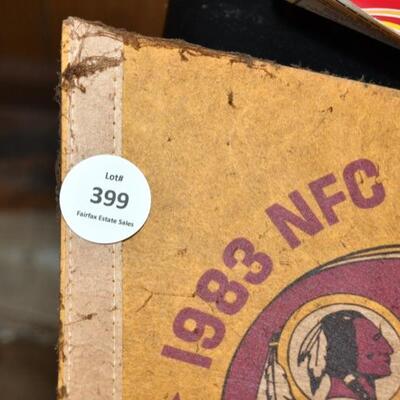 Lot#
399
Fairfax Estate Sales
1983 NFC